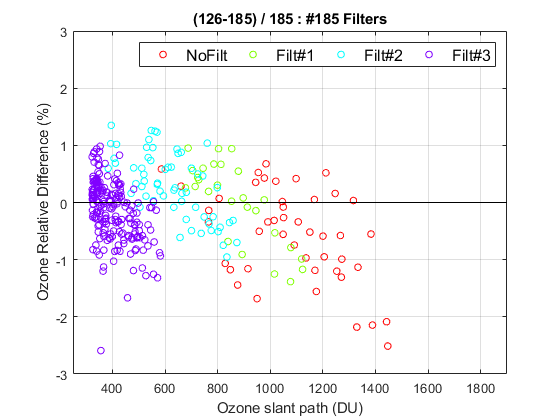 (126-185) / 185 : #185 Filters
NoFilt Filt#1 Filt#2 Filt#3
Ozone Relative Difference (%)
3
2
1
0
-1
-2
-3
400 600 800 1000 1200 1400 1600 1800
Ozone slant path (DU)